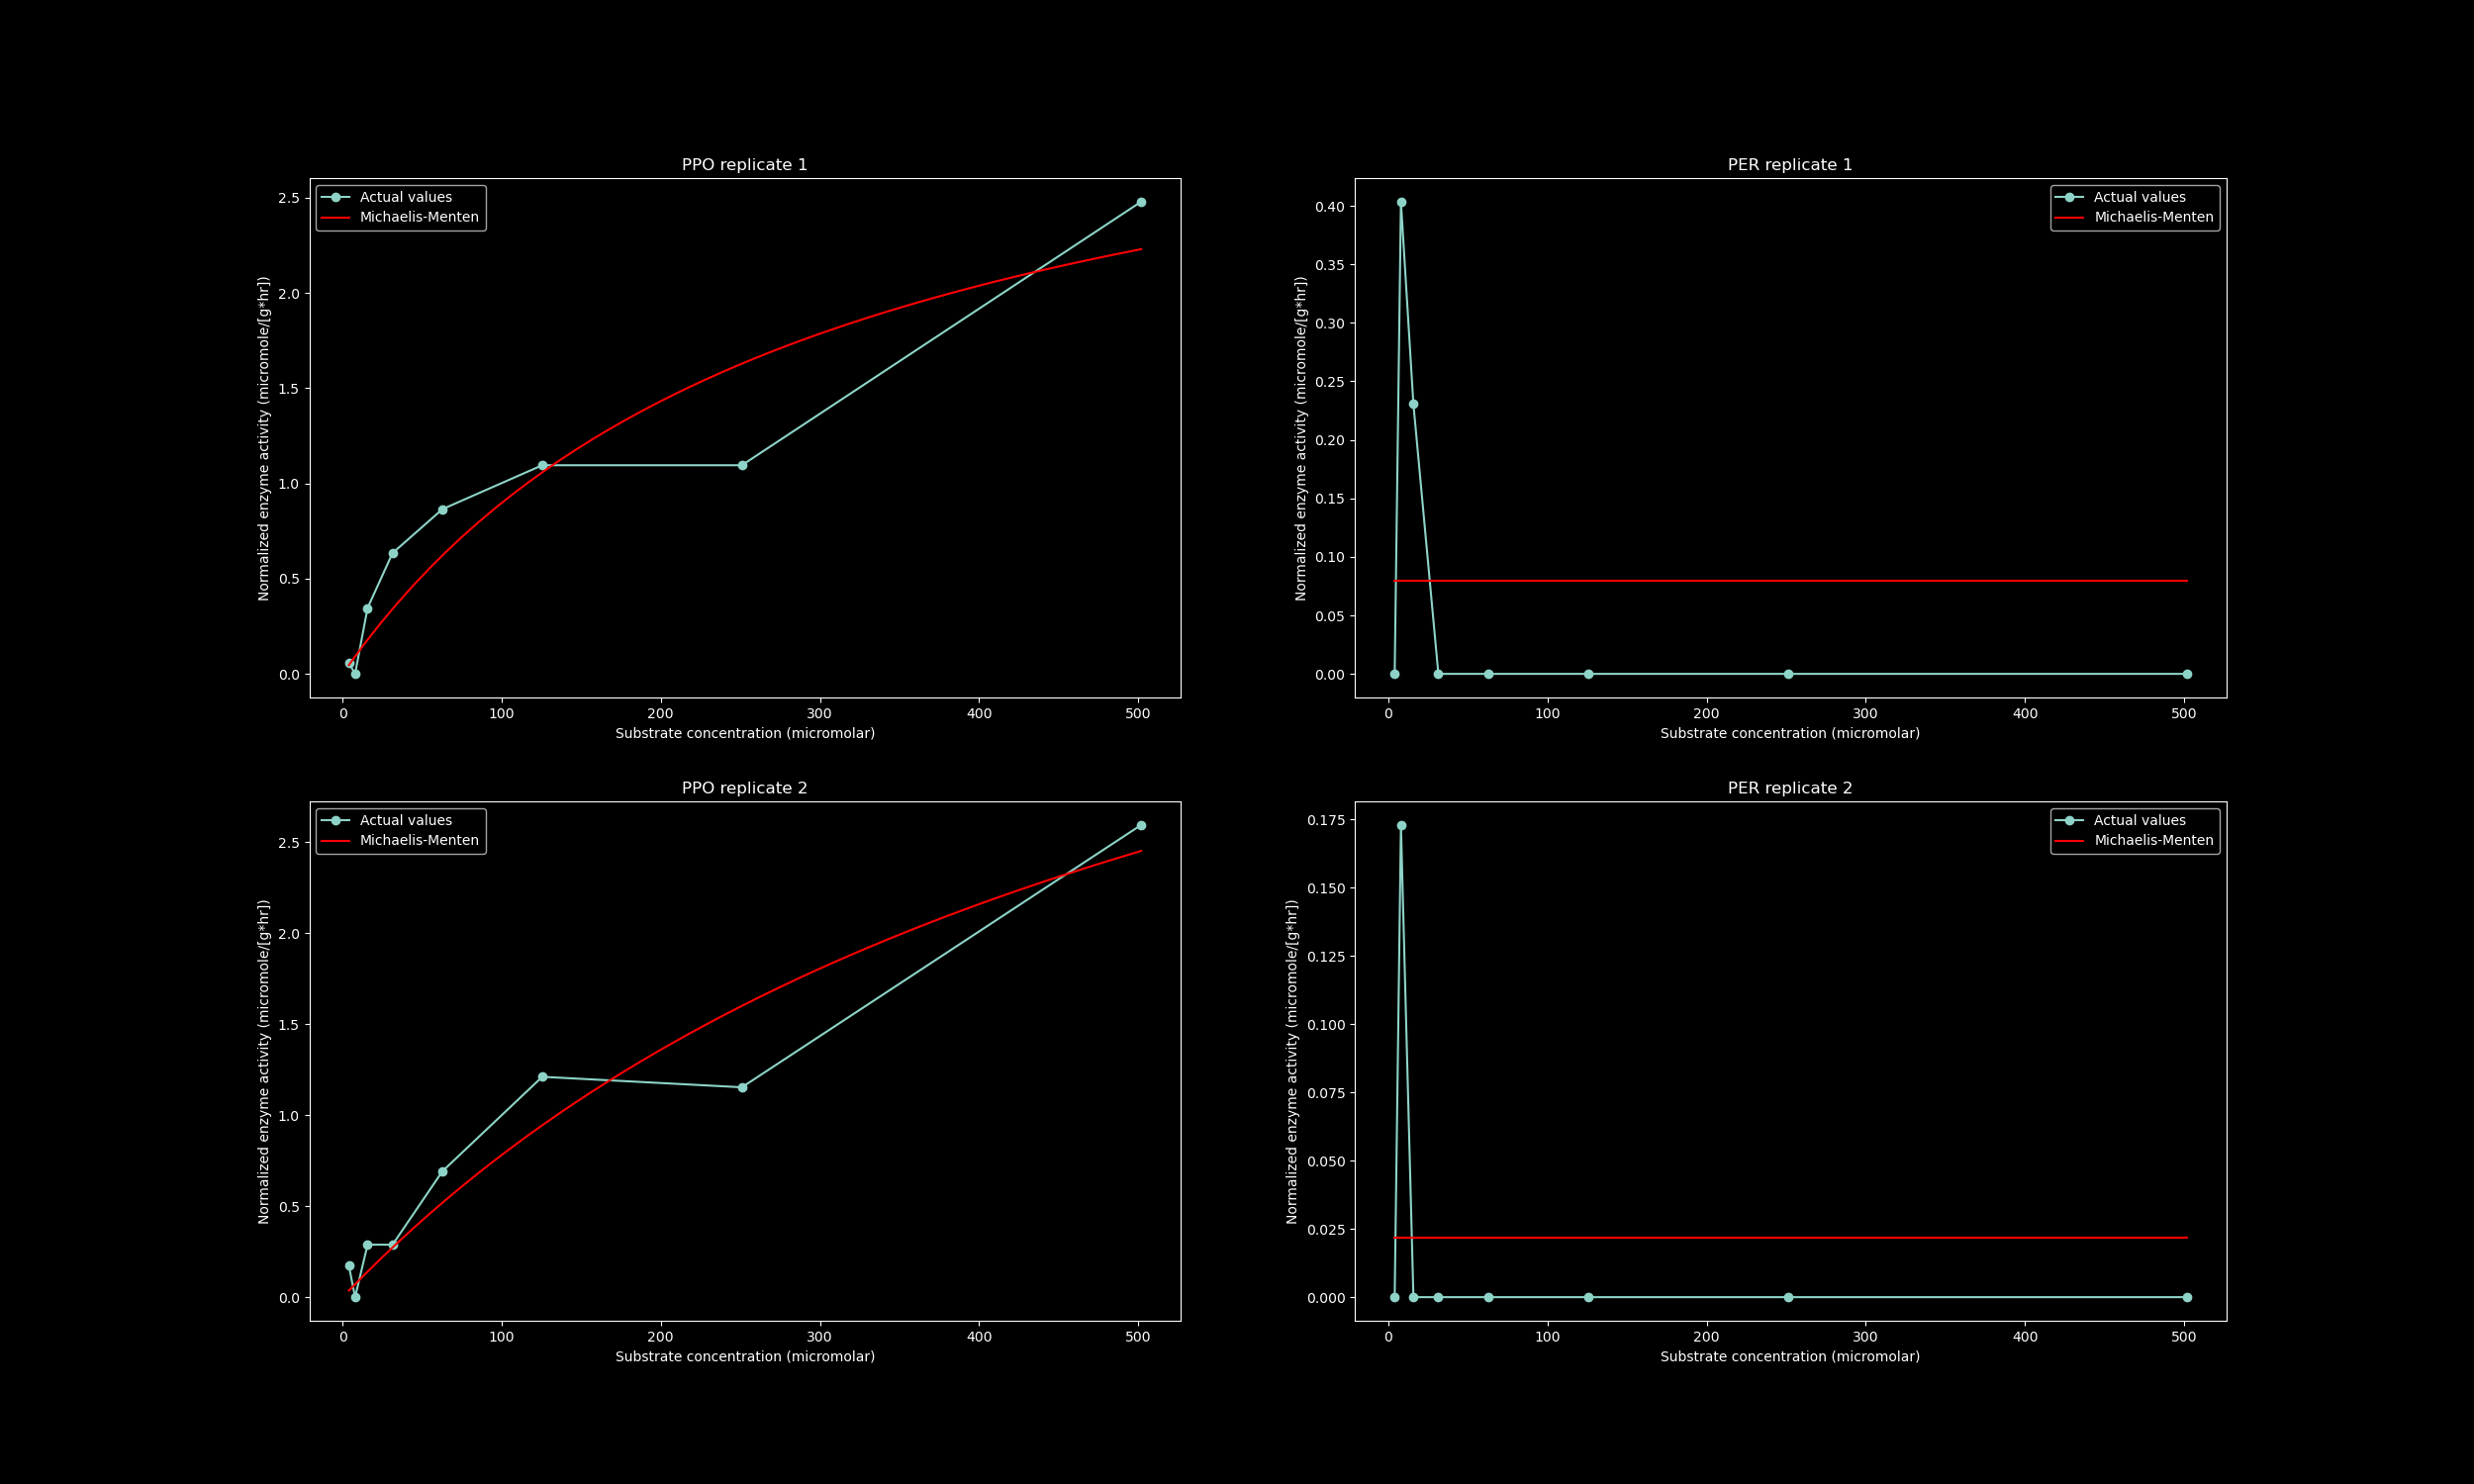 PPO replicate 1
Actual values
Michaelis-Menten
Normalized enzyme activity (micromole/[g*hr])
2.5
2.0
1.5
1.0
0.5
0.0
0 100 200 300 400 500
Substrate concentration (micromolar)
PER replicate 1
Actual values
Michaelis-Menten
Normalized enzyme activity (micromole/[g*hr])
0.40
0.35
0.30
0.25
0.20
0.15
0.10
0.05
0.00
0 100 200 300 400 500
Substrate concentration (micromolar)
PPO replicate 2
Actual values
Michaelis-Menten
Normalized enzyme activity (micromole/[g*hr])
2.5
2.0
1.5
1.0
0.5
0.0
0 100 200 300 400 500
Substrate concentration (micromolar)
PER replicate 2
Actual values
Michaelis-Menten
Normalized enzyme activity (micromole/[g*hr])
0.175
0.150
0.125
0.100
0.075
0.050
0.025
0.000
0 100 200 300 400 500
Substrate concentration (micromolar)